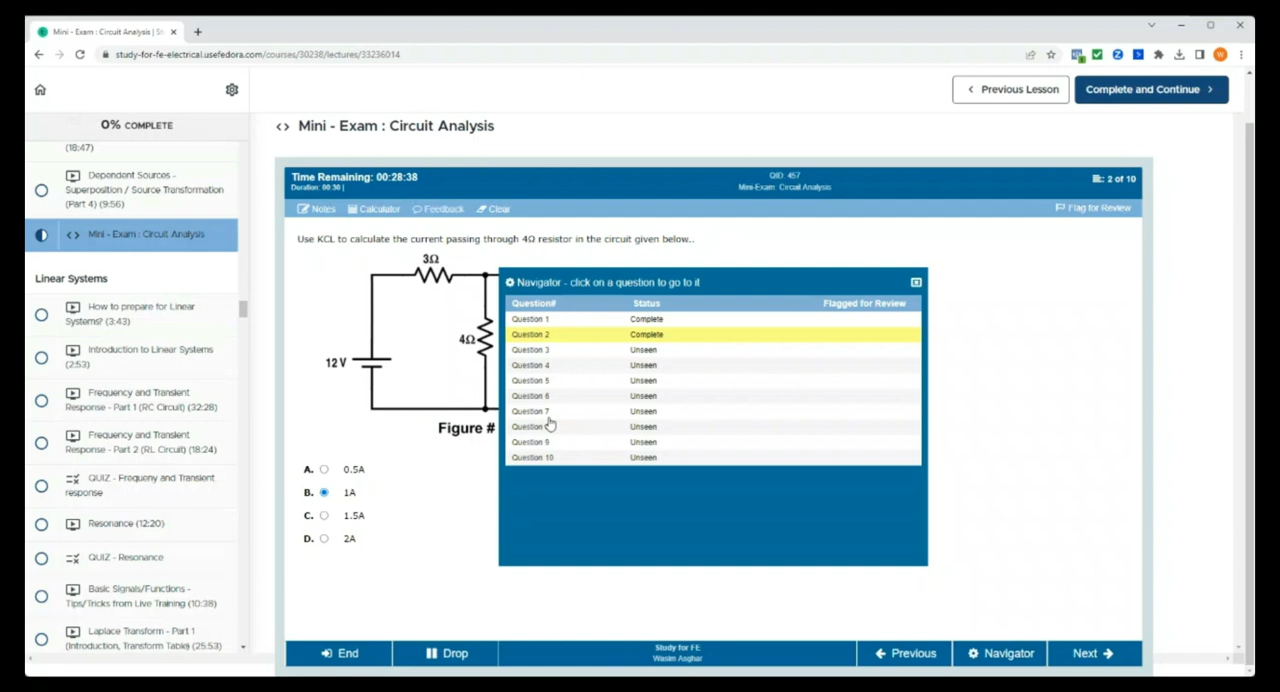 Mini - Exam : Circuit Analysis | St
study-for-fe-electrical.usefedora.com/courses/30238/lectures/33236014
Previous Lesson
Complete and Continue
0% COMPLETE
(18:47)
Dependent Sources -
Superposition / Source Transformation
(Part 4) (9:56)
Mini - Exam : Circuit Analysis
Linear Systems
How to prepare for Linear
Systems? (3:43)
Introduction to Linear Systems
(2:53)
Frequency and Transient
Response - Part 1 (RC Circuit) (32:28)
Frequency and Transient
Response - Part 2 (RL Circuit) (18:24)
QUIZ - Frequeny and Transient
response
Resonance (12:20)
QUIZ - Resonance
Basic Signals/Functions -
Tips/Tricks from Live Training (10:38)
Laplace Transform - Part 1
(Introduction, Transform Table) (25:53)
Mini - Exam : Circuit Analysis
Time Remaining: 00:28:38
Duration: 00:30 |
QID: 457
Mini-Exam: Circuit Analysis
2 of 10
Notes
Calculator
Feedback
Clear
Flag for Review
Use KCL to calculate the current passing through 4Ω resistor in the circuit given below..
3Ω
4Ω
12 V
Figure #
A. 0.5A
B. 1A
C. 1.5A
D. 2A
Navigator - click on a question to go to it
Question# Status Flagged for Review
Question 1 Complete
Question 2 Complete
Question 3 Unseen
Question 4 Unseen
Question 5 Unseen
Question 6 Unseen
Question 7 Unseen
Question Unseen
Question 9 Unseen
Question 10 Unseen
End
Drop
Study for FE
Wasim Asghar
Previous
Navigator
Next